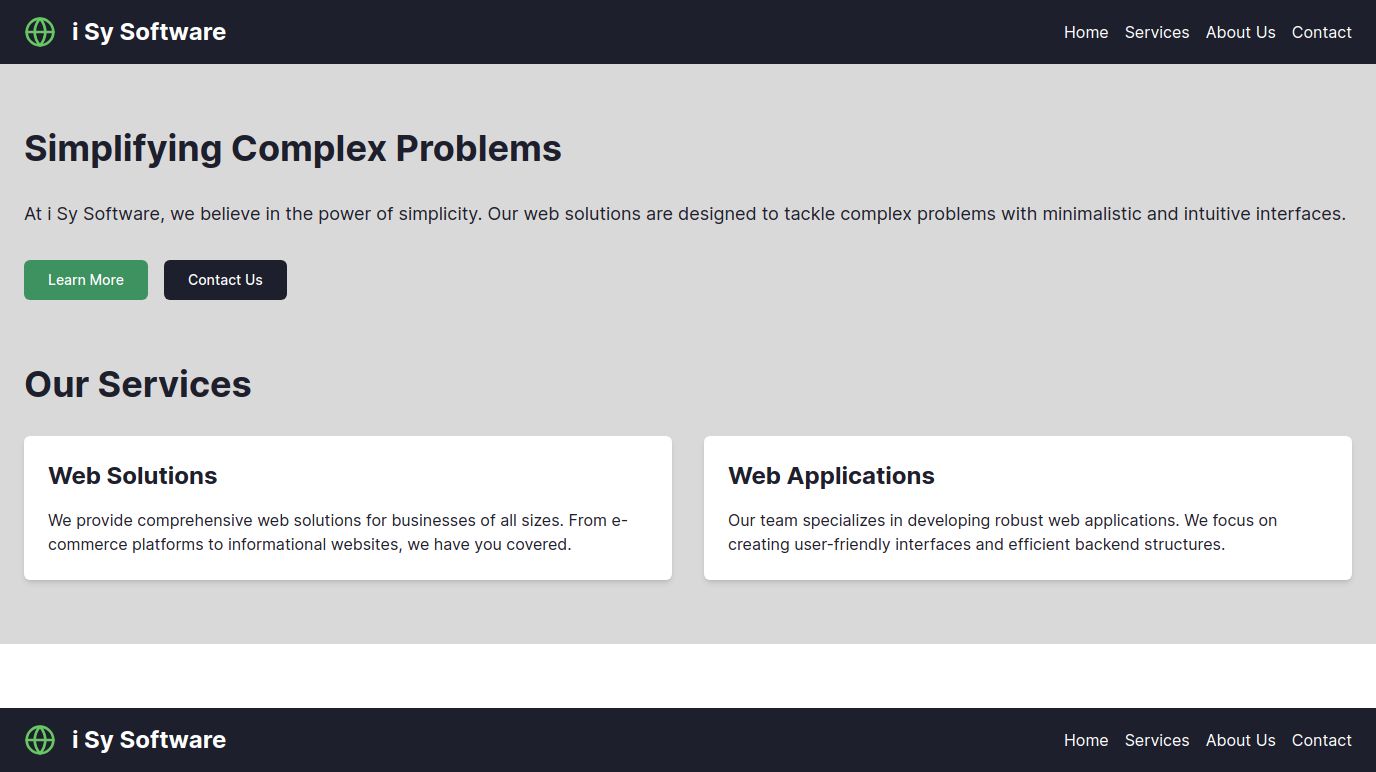 i Sy Software
Home Services About Us Contact
Simplifying Complex Problems
At i Sy Software, we believe in the power of simplicity. Our web solutions are designed to tackle complex problems with minimalistic and intuitive interfaces.
Learn More Contact Us
Our Services
Web Solutions
We provide comprehensive web solutions for businesses of all sizes. From e-
commerce platforms to informational websites, we have you covered.
Web Applications
Our team specializes in developing robust web applications. We focus on
creating user-friendly interfaces and efficient backend structures.
i Sy Software
Home Services About Us Contact